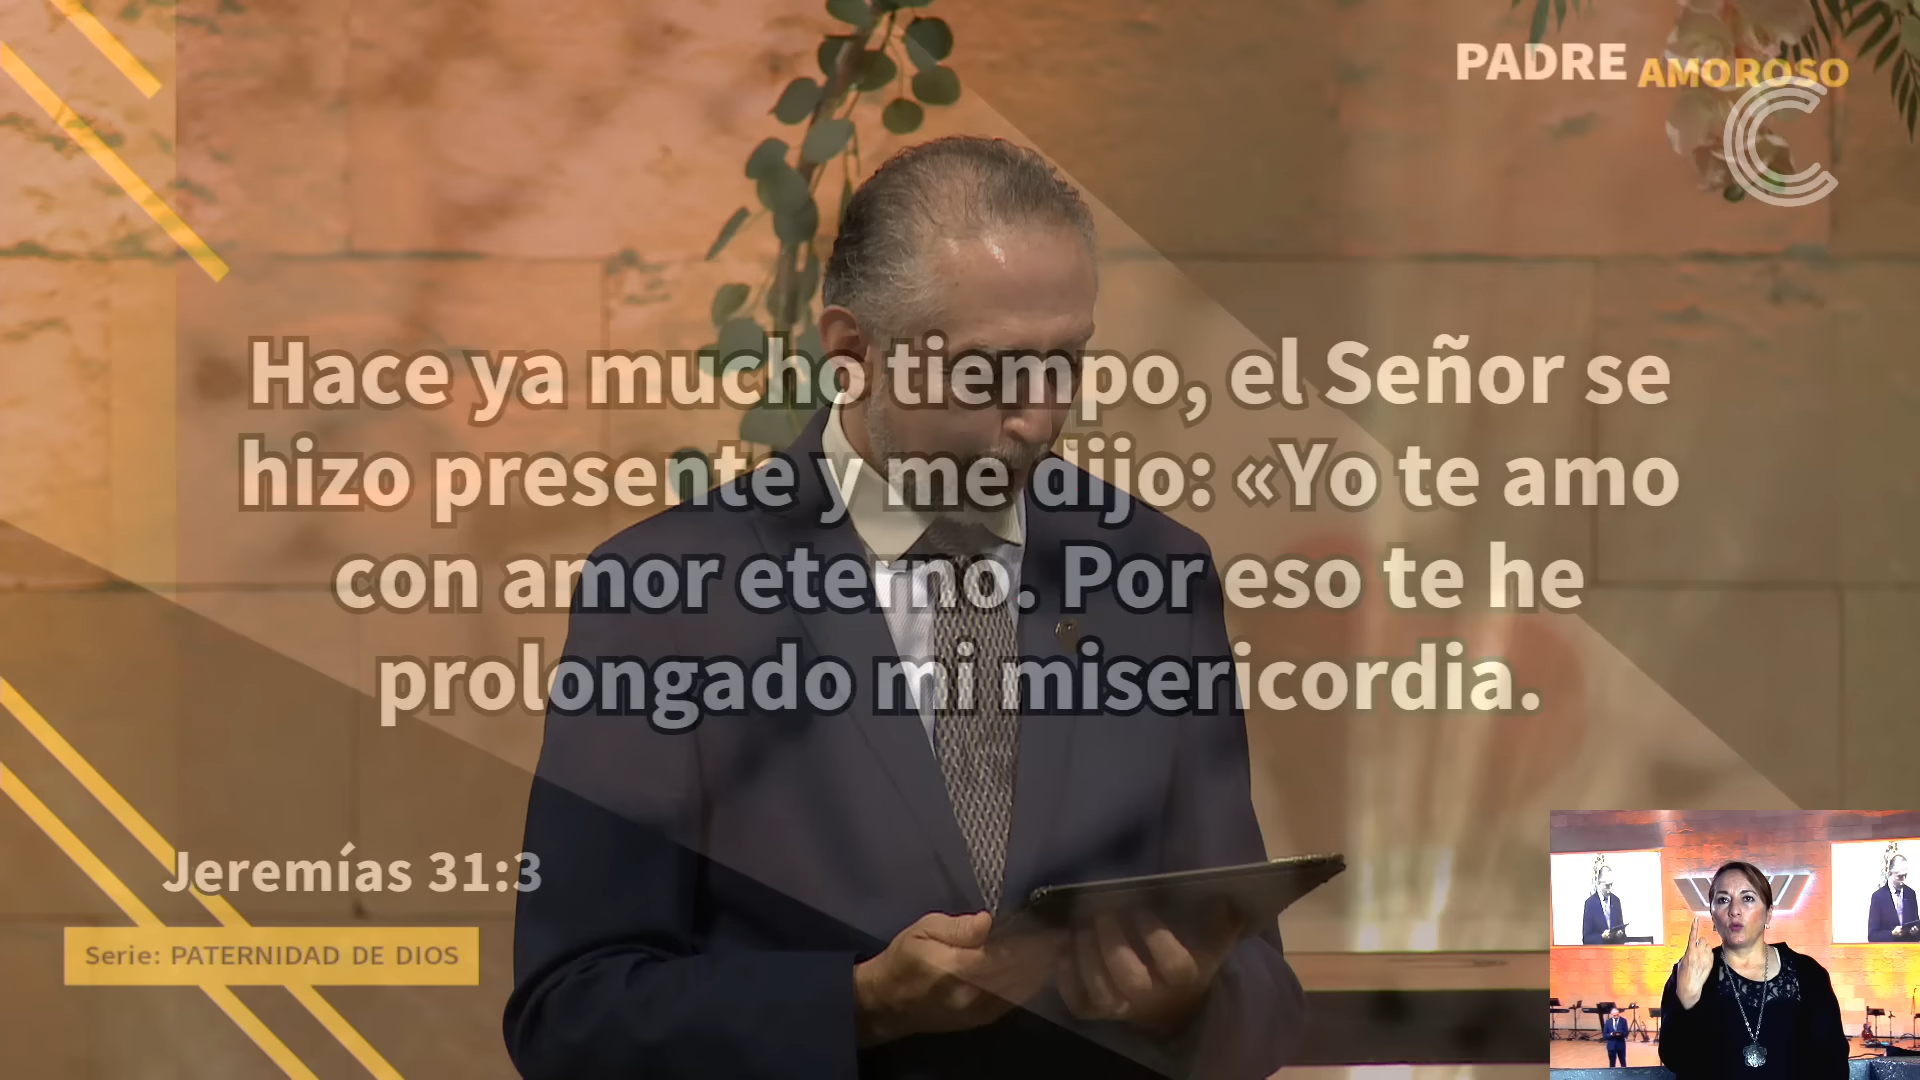 PADRE AMOROSO
Hace ya mucho tiempo, el Señor se
hizo presente y me dijo: «Yo te amo
con amor eterno. Por eso te he
prolongado mi misericordia.
Jeremías 31:3
Serie: PATERNIDAD DE DIOS